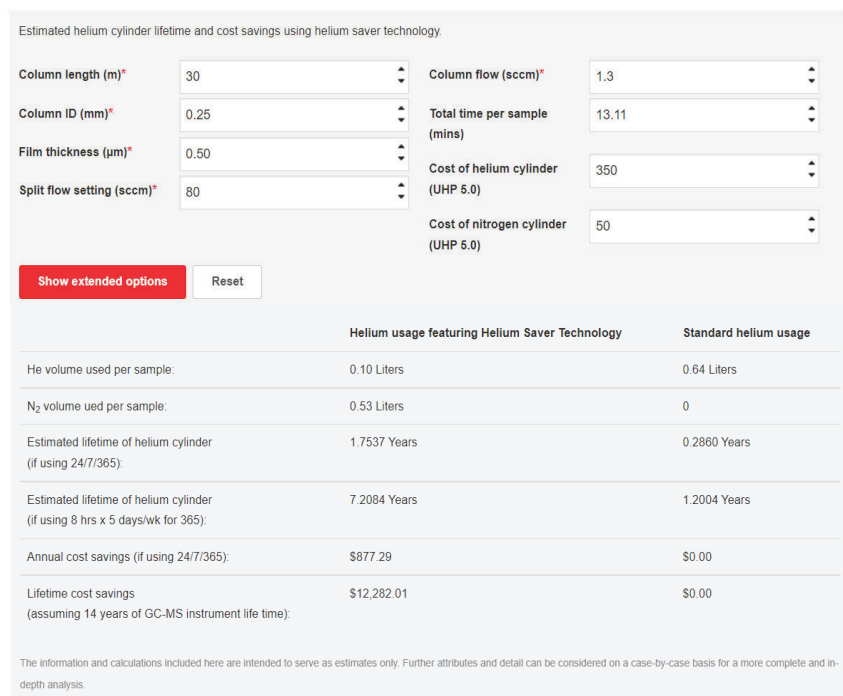 Estimated helium cylinder lifetime and cost savings using helium saver technology.
Column length (m)* 30
Column ID (mm)* 0.25
Film thickness (µm)* 0.50
Split flow setting (sccm)* 80
Column flow (sccm)* 1.3
Total time per sample 13.11
(mins)
Cost of helium cylinder 350
(UHP 5.0)
Cost of nitrogen cylinder 50
(UHP 5.0)
Show extended options Reset
Helium usage featuring Helium Saver Technology Standard helium usage
He volume used per sample: 0.10 Liters 0.64 Liters
N2 volume ued per sample: 0.53 Liters 0
Estimated lifetime of helium cylinder 1.7537 Years 0.2860 Years
(if using 24/7/365):
Estimated lifetime of helium cylinder 7.2084 Years 1.2004 Years
(if using 8 hrs x 5 days/wk for 365):
Annual cost savings (if using 24/7/365): $877.29 $0.00
Lifetime cost savings $12,282.01 $0.00
(assuming 14 years of GC-MS instrument life time):
The information and calculations included here are intended to serve as estimates only. Further attributes and detail can be considered on a case-by-case basis for a more complete and in-
depth analysis.